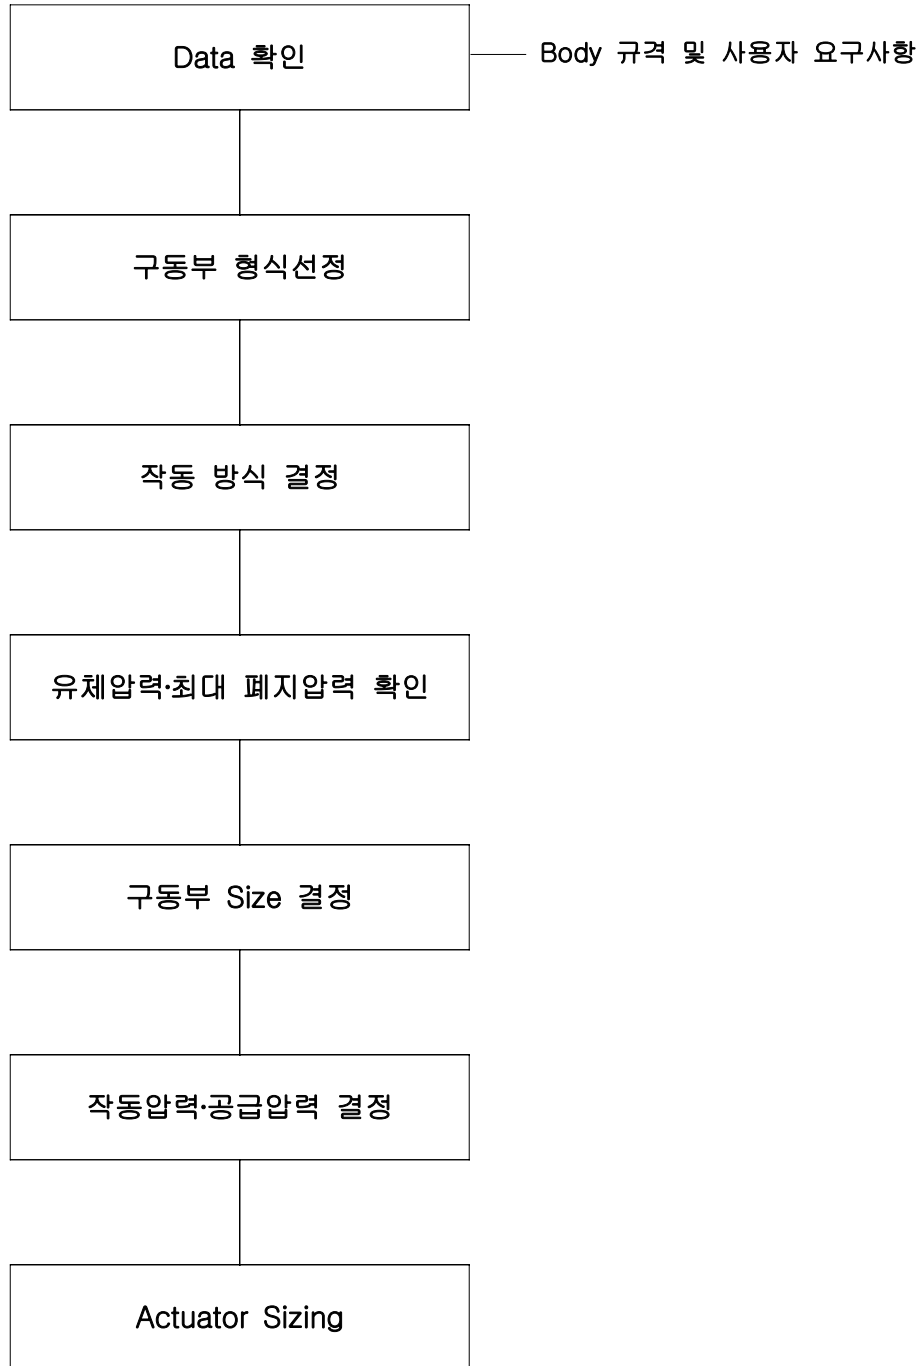 Data 확인
Body 규격 및 사용자 요구사항
구동부 형식선정
작동 방식 결정
유체압력·최대 폐지압력 확인
구동부 Size 결정
작동압력·공급압력 결정
Actuator Sizing